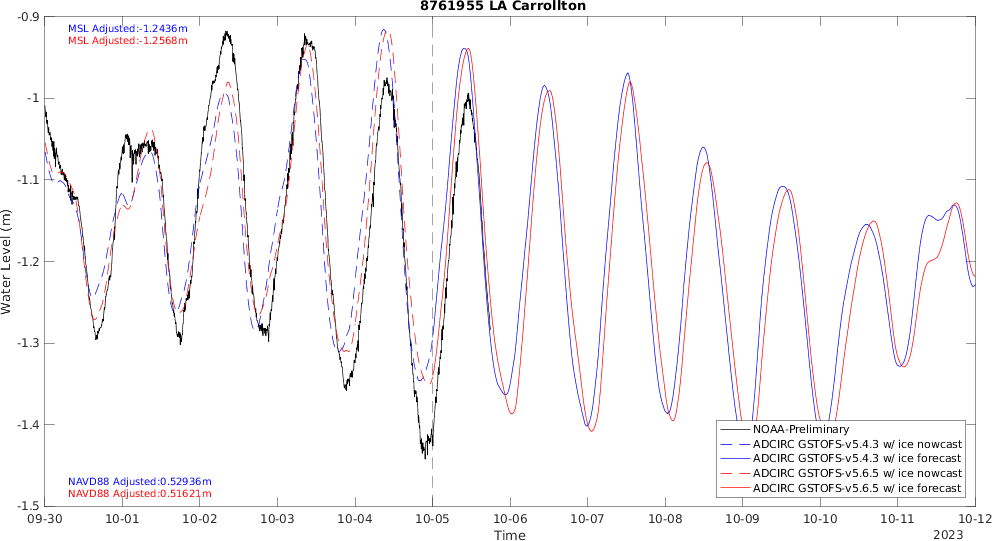 8761955 LA Carrollton
MSL Adjusted:-1.2436m
MSL Adjusted:-1.2568m
-0.9
-1
-1.1
-1.2
-1.3
-1.4
-1.5
Water Level (m)
NAVD88 Adjusted:0.52936m
NAVD88 Adjusted:0.51621m
NOAA-Preliminary
ADCIRC GSTOFS-v5.4.3 w/ ice nowcast
ADCIRC GSTOFS-v5.4.3 w/ ice forecast
ADCIRC GSTOFS-v5.6.5 w/ ice nowcast
ADCIRC GSTOFS-v5.6.5 w/ ice forecast
09-30 10-01 10-02 10-03 10-04 10-05 10-06 10-07 10-08 10-09 10-10 10-11 10-12
Time
2023